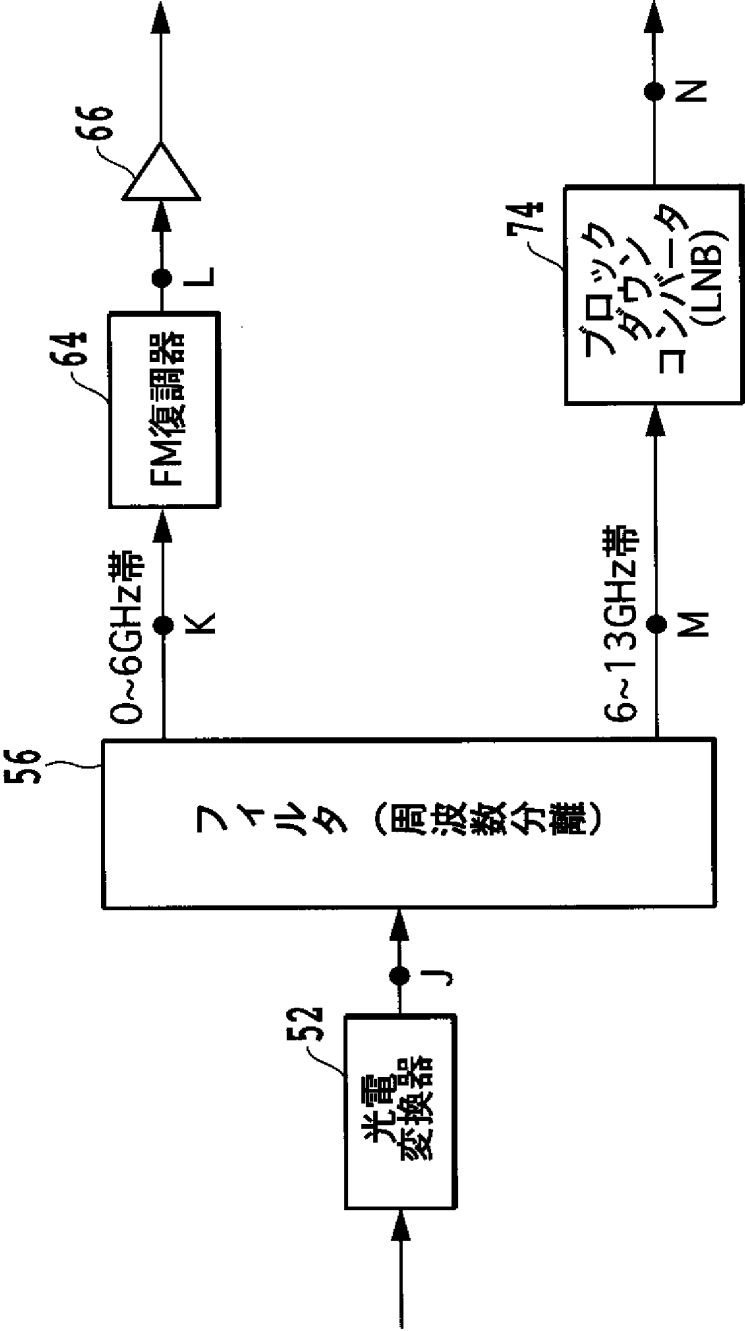 52
光電
変換器
J
56
フィルタ（周波数分離）
0~6GHz帯
K
64
FM復調器
L
66
6~13GHz帯
M
74
ブロック
ダウン
コンバータ
(LNB)
N